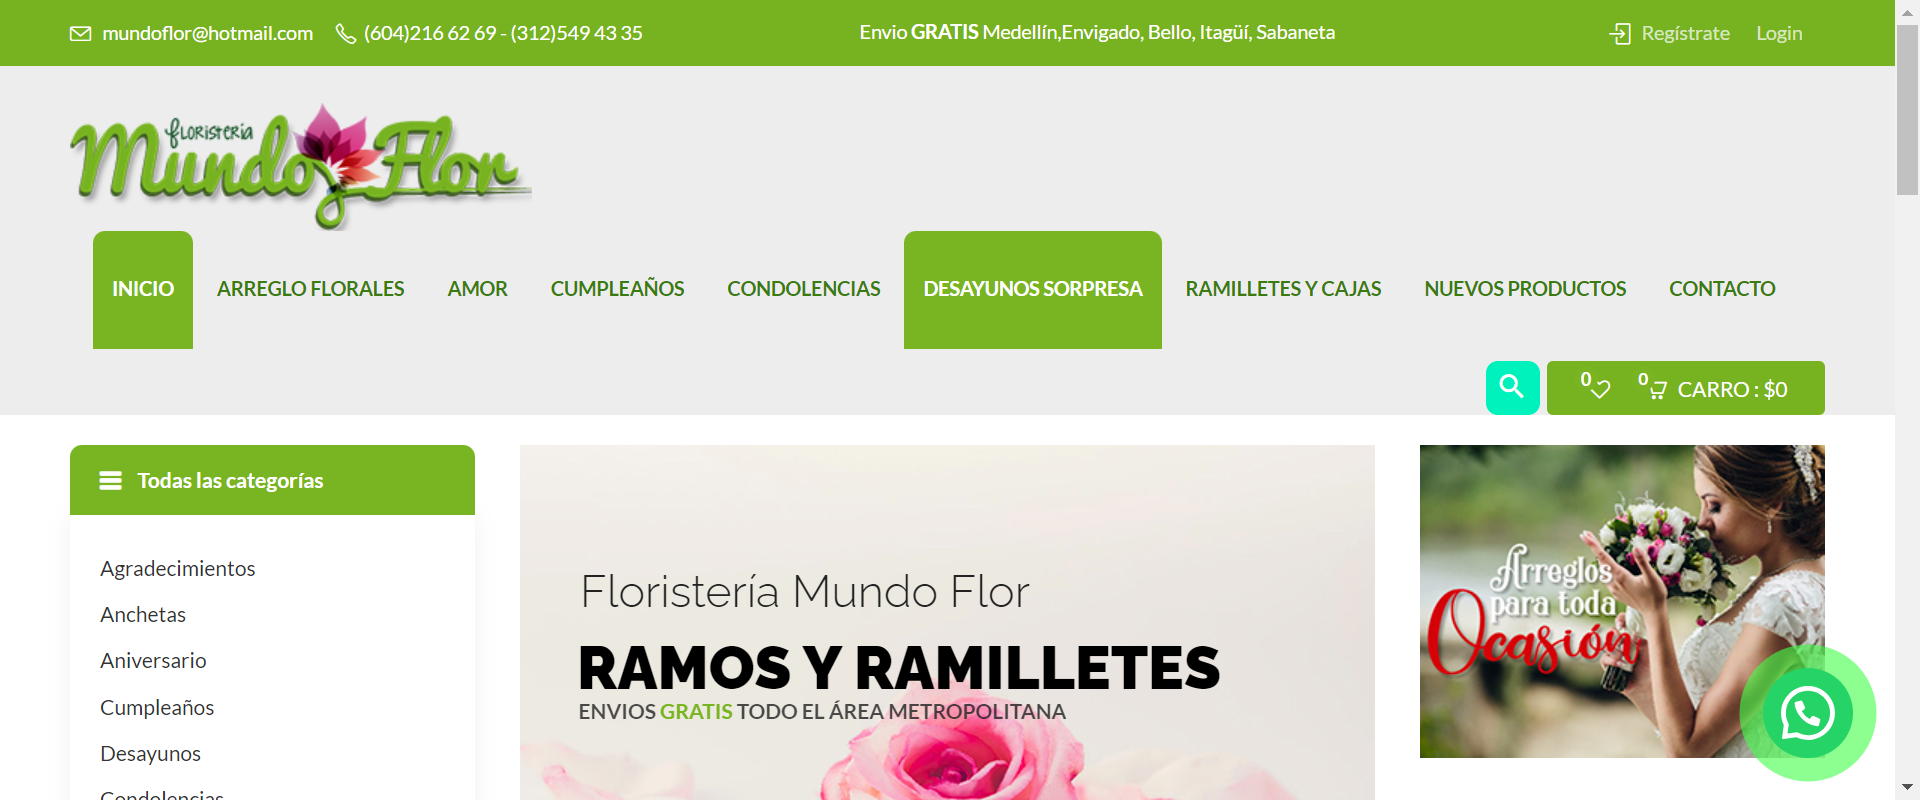 mundoflor@hotmail.com (604)216 62 69 - (312)549 43 35 Envio GRATIS Medellín,Envigado, Bello, Itagüí, Sabaneta Regístrate Login
floristería
Mundo Flor
INICIO ARREGLO FLORALES AMOR CUMPLEAÑOS CONDOLENCIAS DESAYUNOS SORPRESA RAMILLETES Y CAJAS NUEVOS PRODUCTOS CONTACTO
0 0 CARRO : $0
Todas las categorías
Agradecimientos
Anchetas
Aniversario
Cumpleaños
Desayunos
Condolencias
Floristería Mundo Flor
RAMOS Y RAMILLETES
ENVIOS GRATIS TODO EL ÁREA METROPOLITANA
Arreglos
para toda
Ocasión